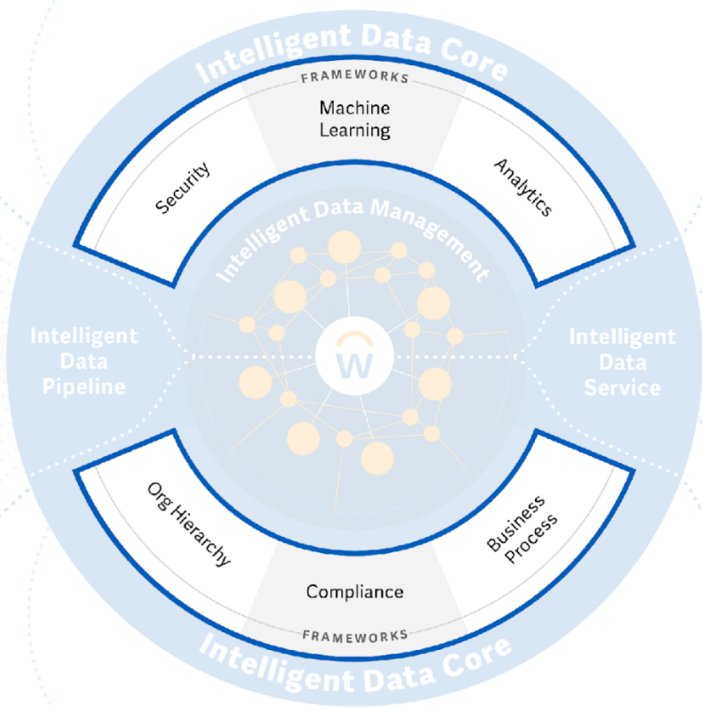 Intelligent Data Core
FRAMEWORKS
Machine
Learning
Security
Analytics
Intelligent Data Management
Intelligent
Data
Pipeline
w
Intelligent
Data
Service
Org Hierarchy
Business
Process
Compliance
FRAMEWORKS
Intelligent Data Core